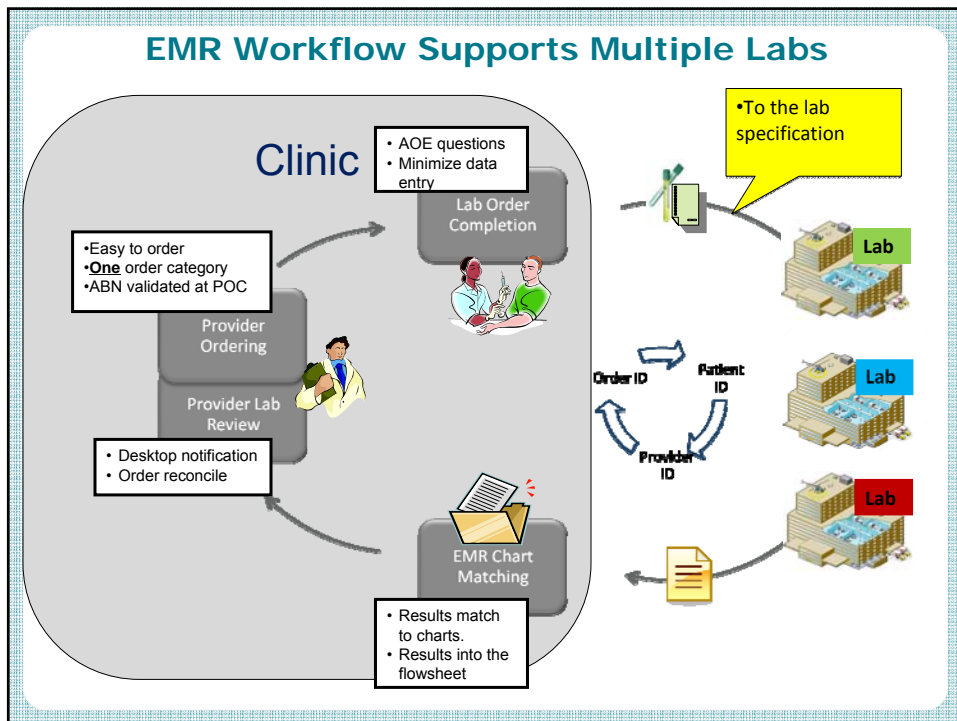 EMR Workflow Supports Multiple Labs
•To the lab
specification
Clinic
• AOE questions
• Minimize data
entry
Lab Order
Completion
Lab
•Easy to order
•One order category
•ABN validated at POC
Provider
Ordering
Order ID
Patient
ID
Provider
ID
Lab
Provider Lab
Review
• Desktop notification
• Order reconcile
Lab
EMR Chart
Matching
• Results match
to charts.
• Results into the
flowsheet